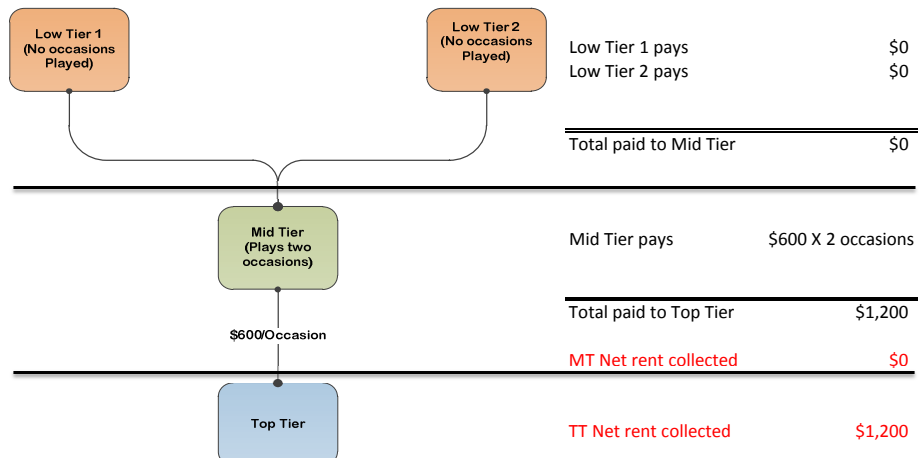 Low Tier 1
(No occasions
Played)
Low Tier 2
(No occasions
Played)
Low Tier 1 pays $0
Low Tier 2 pays $0
Total paid to Mid Tier $0
Mid Tier
(Plays two
occasions)
Mid Tier pays $600 X 2 occasions
$600/Occasion
Total paid to Top Tier $1,200
MT Net rent collected $0
Top Tier
TT Net rent collected $1,200